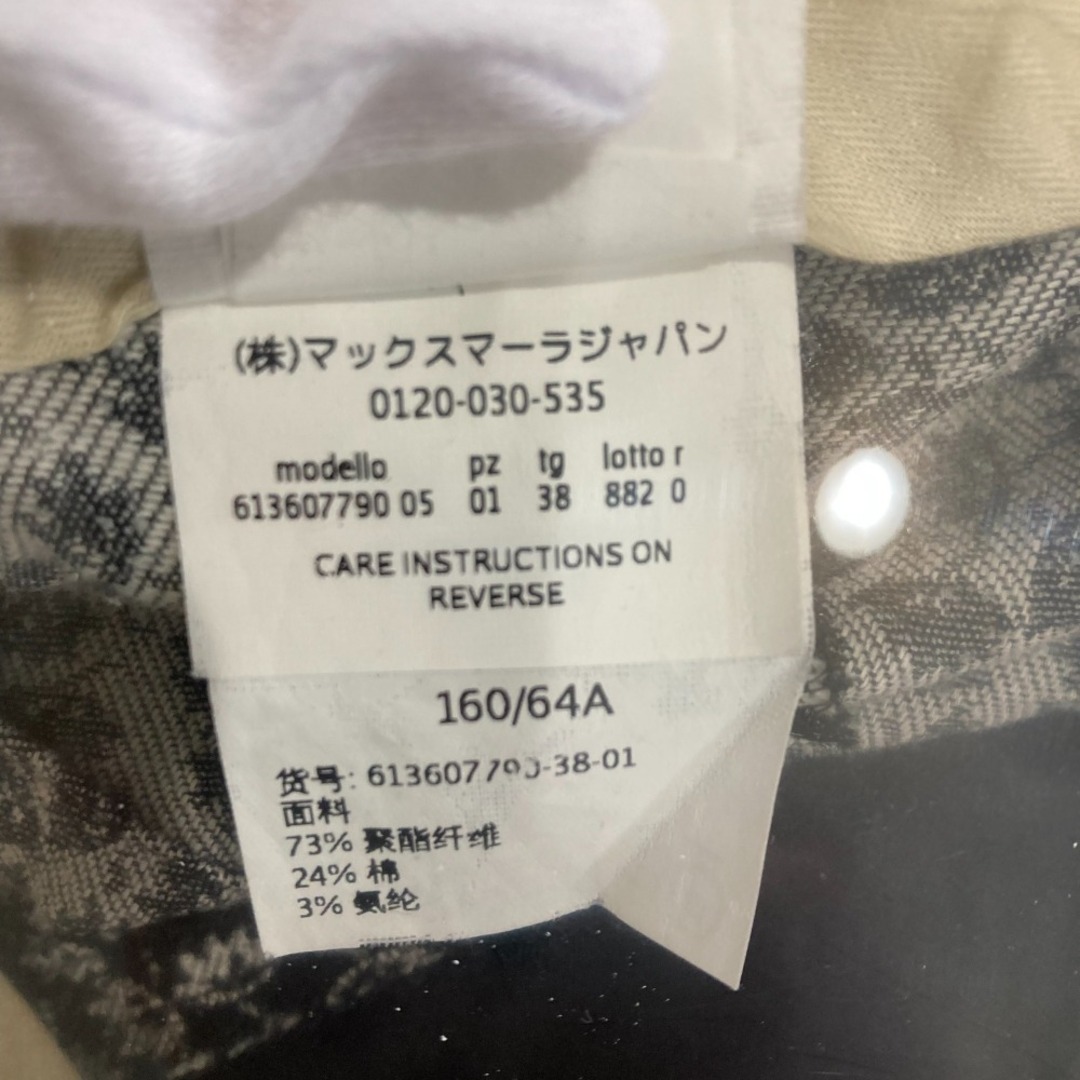 (株)マックスマーラジャパン
0120-030-535
modello pz tg lotto r
613607790 05 01 38 882 0
CARE INSTRUCTIONS ON
REVERSE
160/64A
货号: 613607790-38-01
面料
73% 聚酯纤维
24% 棉
3% 氨纶